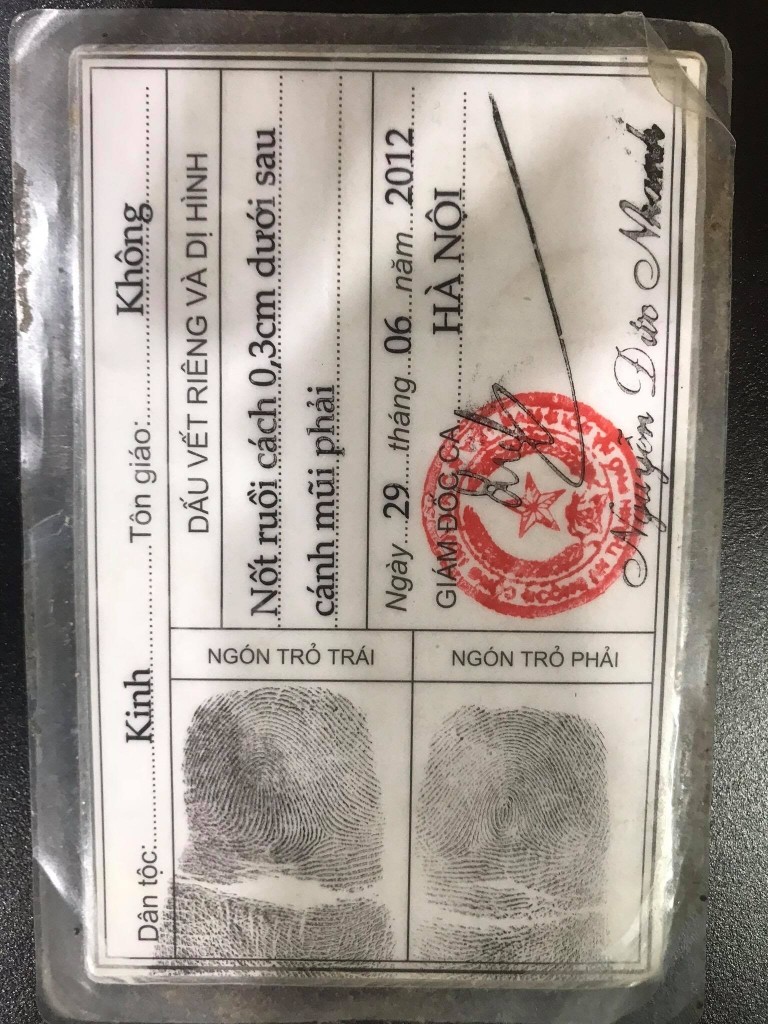 Dân tộc: Kinh Tôn giáo: Không
DẤU VẾT RIÊNG VÀ DỊ HÌNH
Nốt ruồi cách 0,3cm dưới sau
cánh mũi phải
Ngày 29 tháng 06 năm 2012
GIÁM ĐỐC CA HÀ NỘI
Nguyễn Đức Nhanh
NGÓN TRỎ TRÁI
NGÓN TRỎ PHẢI